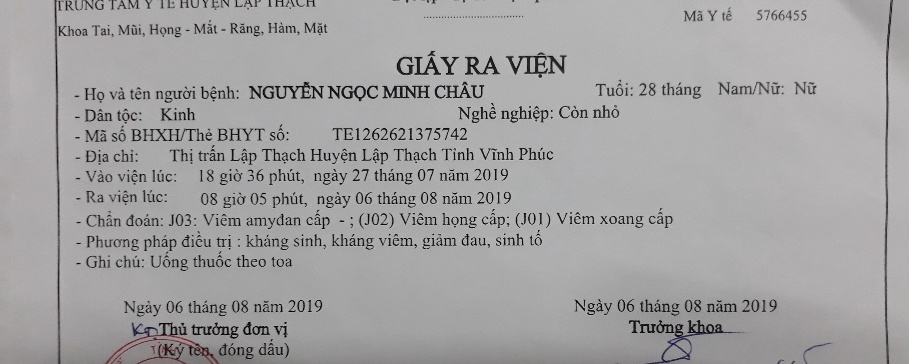 TRUNG TÂM Y TẾ HUYỆN LẬP THẠCH
Khoa Tai, Mũi, Họng - Mắt - Răng, Hàm, Mặt
Mã Y tế 5766455
GIẤY RA VIỆN
- Họ và tên người bệnh: NGUYỄN NGỌC MINH CHÂU Tuổi: 28 tháng Nam/Nữ: Nữ
- Dân tộc: Kinh Nghề nghiệp: Còn nhỏ
- Mã số BHXH/Thẻ BHYT số: TE1262621375742
- Địa chỉ: Thị trấn Lập Thạch Huyện Lập Thạch Tỉnh Vĩnh Phúc
- Vào viện lúc: 18 giờ 36 phút, ngày 27 tháng 07 năm 2019
- Ra viện lúc: 08 giờ 05 phút, ngày 06 tháng 08 năm 2019
- Chẩn đoán: J03: Viêm amyđan cấp - ; (J02) Viêm họng cấp; (J01) Viêm xoang cấp
- Phương pháp điều trị : kháng sinh, kháng viêm, giảm đau, sinh tố
- Ghi chú: Uống thuốc theo toa
Ngày 06 tháng 08 năm 2019 Ngày 06 tháng 08 năm 2019
KT Thủ trưởng đơn vị Trưởng khoa
(Ký tên, đóng dấu)